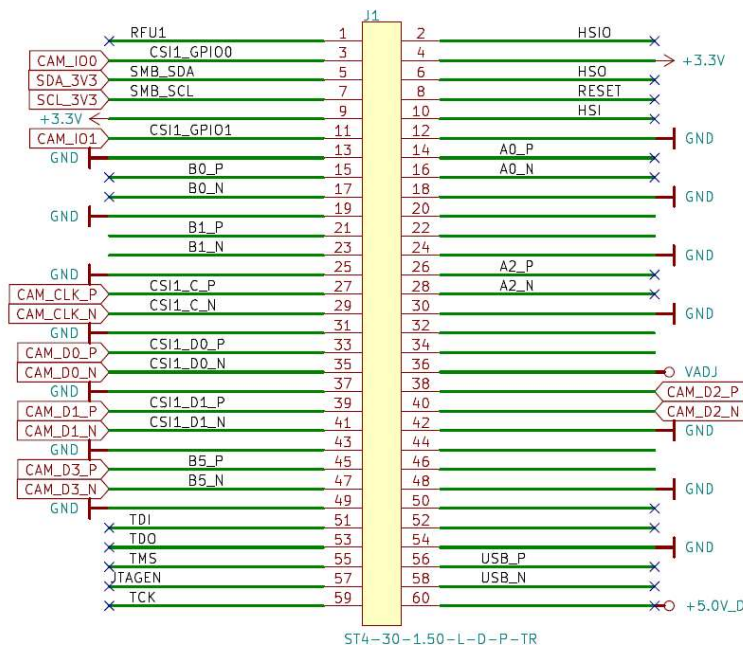 J1
RFU1 1 2 HSIO
CAM_IO0 CSI1_GPIO0 3 4 +3.3V
SDA_3V3 SMB_SDA 5 6 HSO
SCL_3V3 SMB_SCL 7 8 RESET
+3.3V 9 10 HSI
CAM_IO1 CSI1_GPIO1 11 12 GND
GND 13 14 A0_P
B0_P 15 16 A0_N
B0_N 17 18 GND
GND 19 20
B1_P 21 22
B1_N 23 24 GND
GND 25 26 A2_P
CAM_CLK_P CSI1_C_P 27 28 A2_N
CAM_CLK_N CSI1_C_N 29 30 GND
GND 31 32
CAM_D0_P CSI1_D0_P 33 34
CAM_D0_N CSI1_D0_N 35 36 VADJ
GND 37 38 CAM_D2_P
CAM_D1_P CSI1_D1_P 39 40 CAM_D2_N
CAM_D1_N CSI1_D1_N 41 42 GND
GND 43 44
CAM_D3_P B5_P 45 46
CAM_D3_N B5_N 47 48 GND
GND 49 50
TDI 51 52
TDO 53 54 GND
TMS 55 56 USB_P
JTAGEN 57 58 USB_N
TCK 59 60 +5.0V_D
ST4-30-1.50-L-D-P-TR